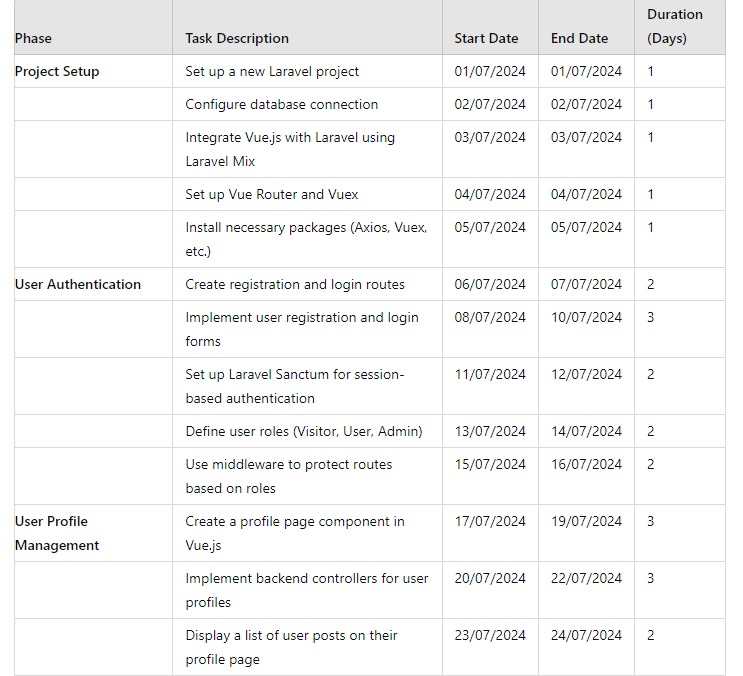 Phase Task Description Start Date End Date Duration (Days)
Project Setup Set up a new Laravel project 01/07/2024 01/07/2024 1
Configure database connection 02/07/2024 02/07/2024 1
Integrate Vue.js with Laravel using
Laravel Mix 03/07/2024 03/07/2024 1
Set up Vue Router and Vuex 04/07/2024 04/07/2024 1
Install necessary packages (Axios, Vuex,
etc.) 05/07/2024 05/07/2024 1
User Authentication Create registration and login routes 06/07/2024 07/07/2024 2
Implement user registration and login
forms 08/07/2024 10/07/2024 3
Set up Laravel Sanctum for session-
based authentication 11/07/2024 12/07/2024 2
Define user roles (Visitor, User, Admin) 13/07/2024 14/07/2024 2
Use middleware to protect routes
based on roles 15/07/2024 16/07/2024 2
User Profile
Management Create a profile page component in
Vue.js 17/07/2024 19/07/2024 3
Implement backend controllers for user
profiles 20/07/2024 22/07/2024 3
Display a list of user posts on their
profile page 23/07/2024 24/07/2024 2